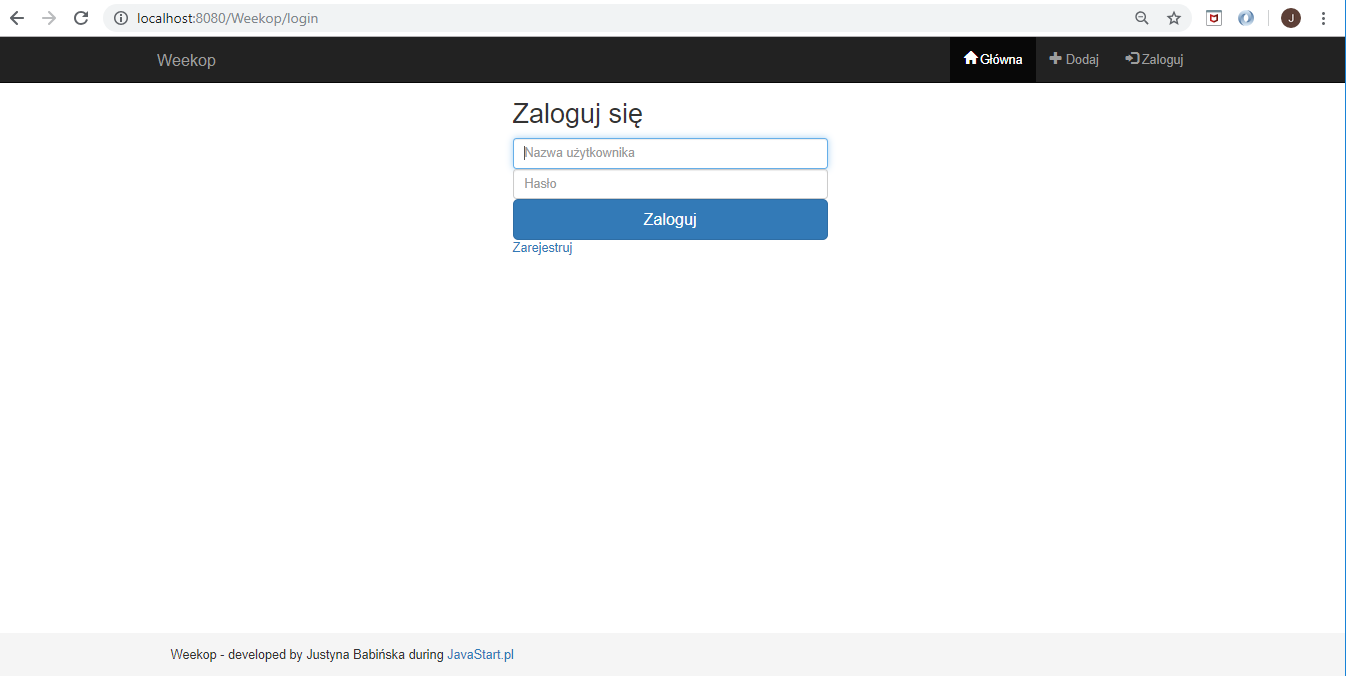 localhost:8080/Weekop/login
J
Weekop
Główna
Dodaj
Zaloguj
Zaloguj się
Nazwa użytkownika
Hasło
Zaloguj
Zarejestruj
Weekop - developed by Justyna Babińska during JavaStart.pl